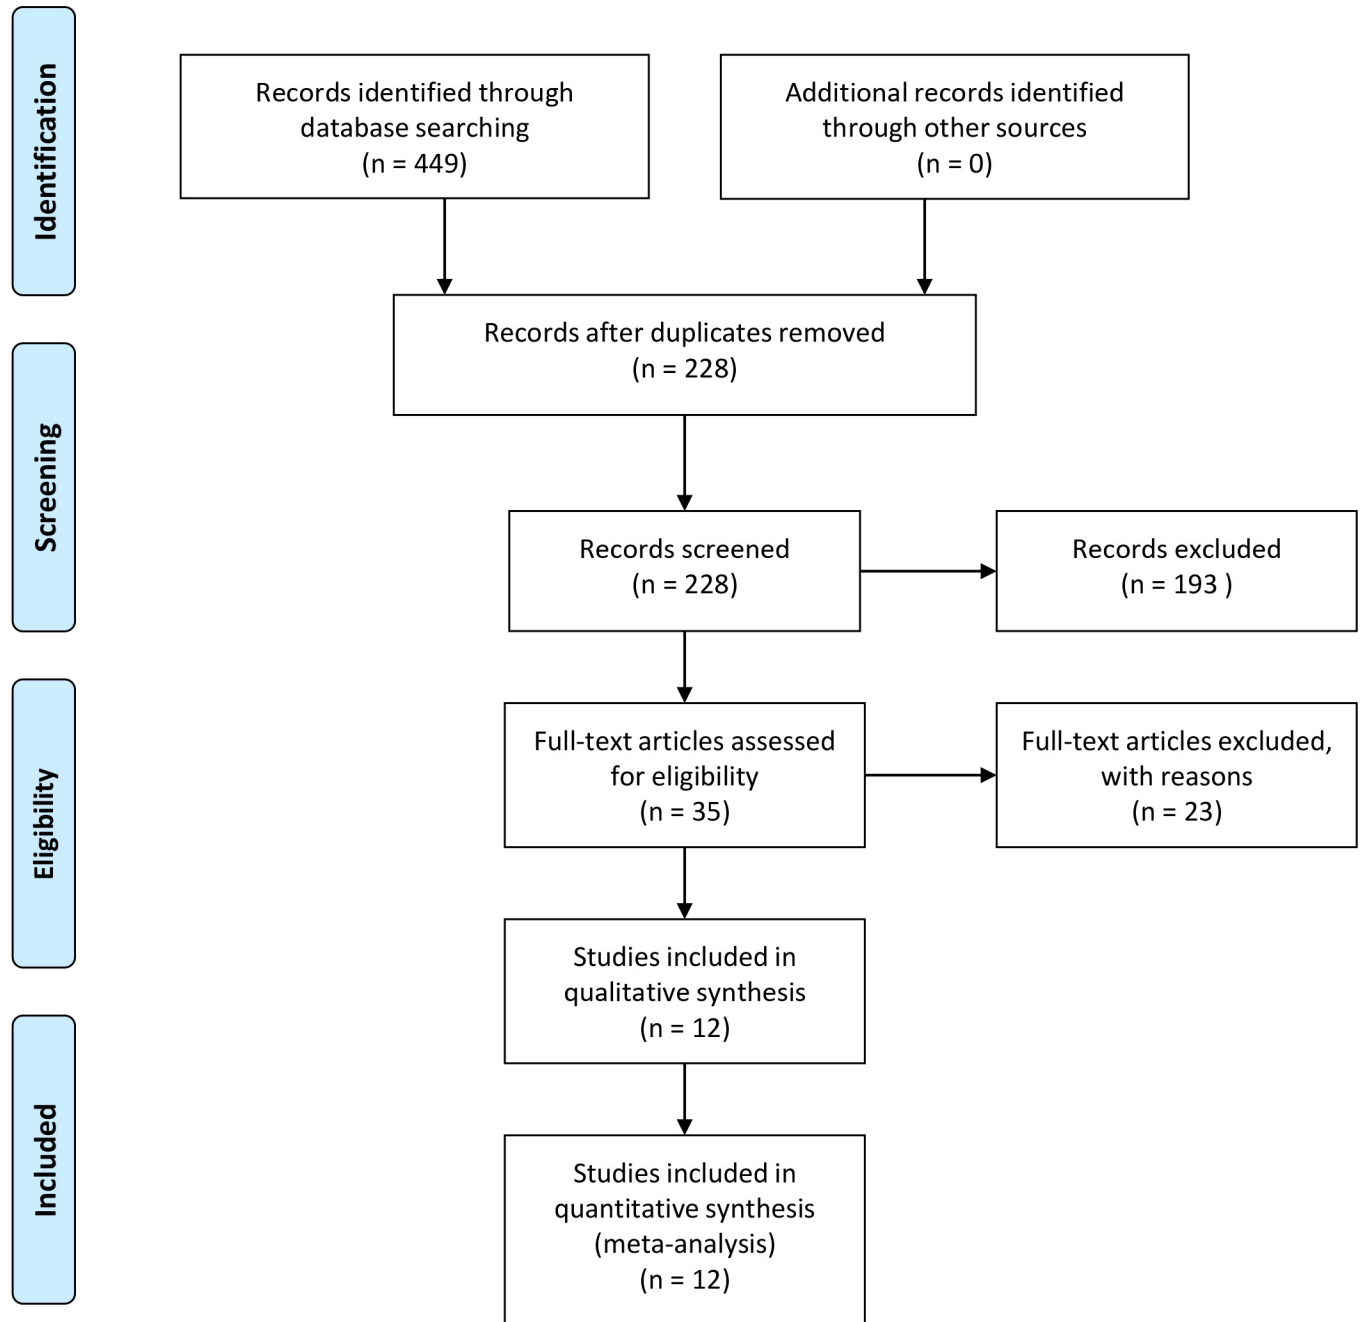 Identification
Records identified through
database searching
(n = 449)
Additional records identified
through other sources
(n = 0)
Records after duplicates removed
(n = 228)
Screening
Records screened
(n = 228)
Records excluded
(n = 193 )
Eligibility
Full-text articles assessed
for eligibility
(n = 35)
Full-text articles excluded,
with reasons
(n = 23)
Studies included in
qualitative synthesis
(n = 12)
Included
Studies included in
quantitative synthesis
(meta-analysis)
(n = 12)